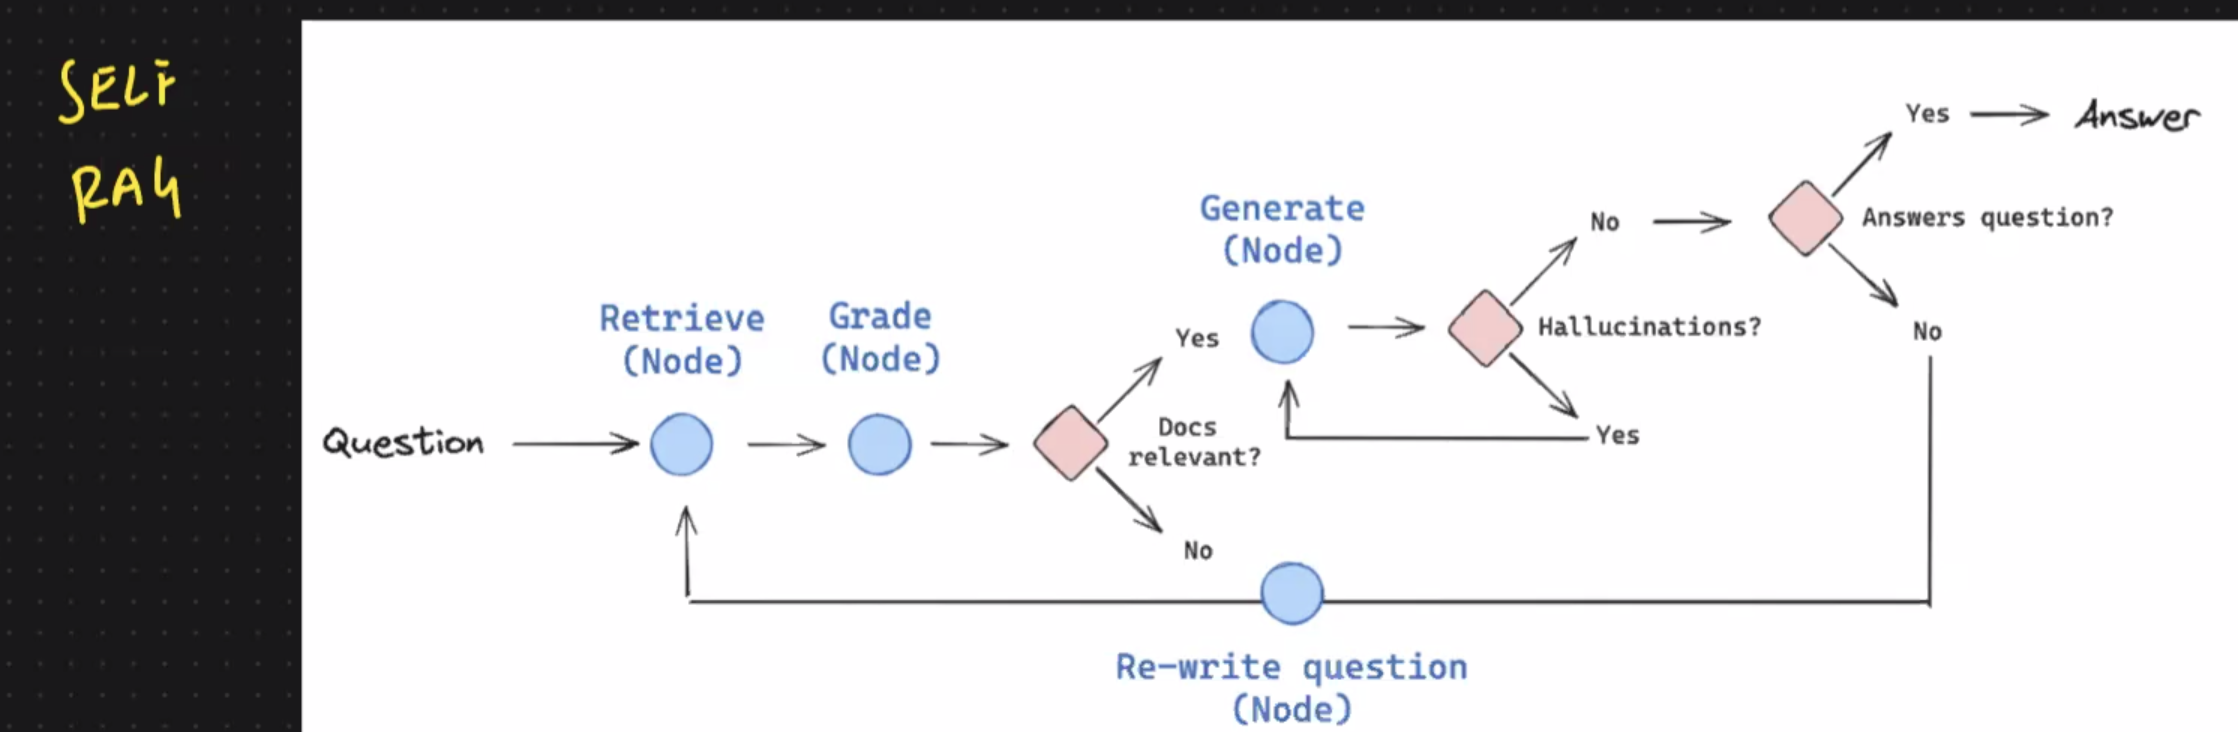 SELF
RAG
Question
Retrieve
(Node)
Grade
(Node)
Docs
relevant?
Yes
No
Generate
(Node)
Hallucinations?
No
Yes
Answers question?
Yes
Answer
No
Re-write question
(Node)